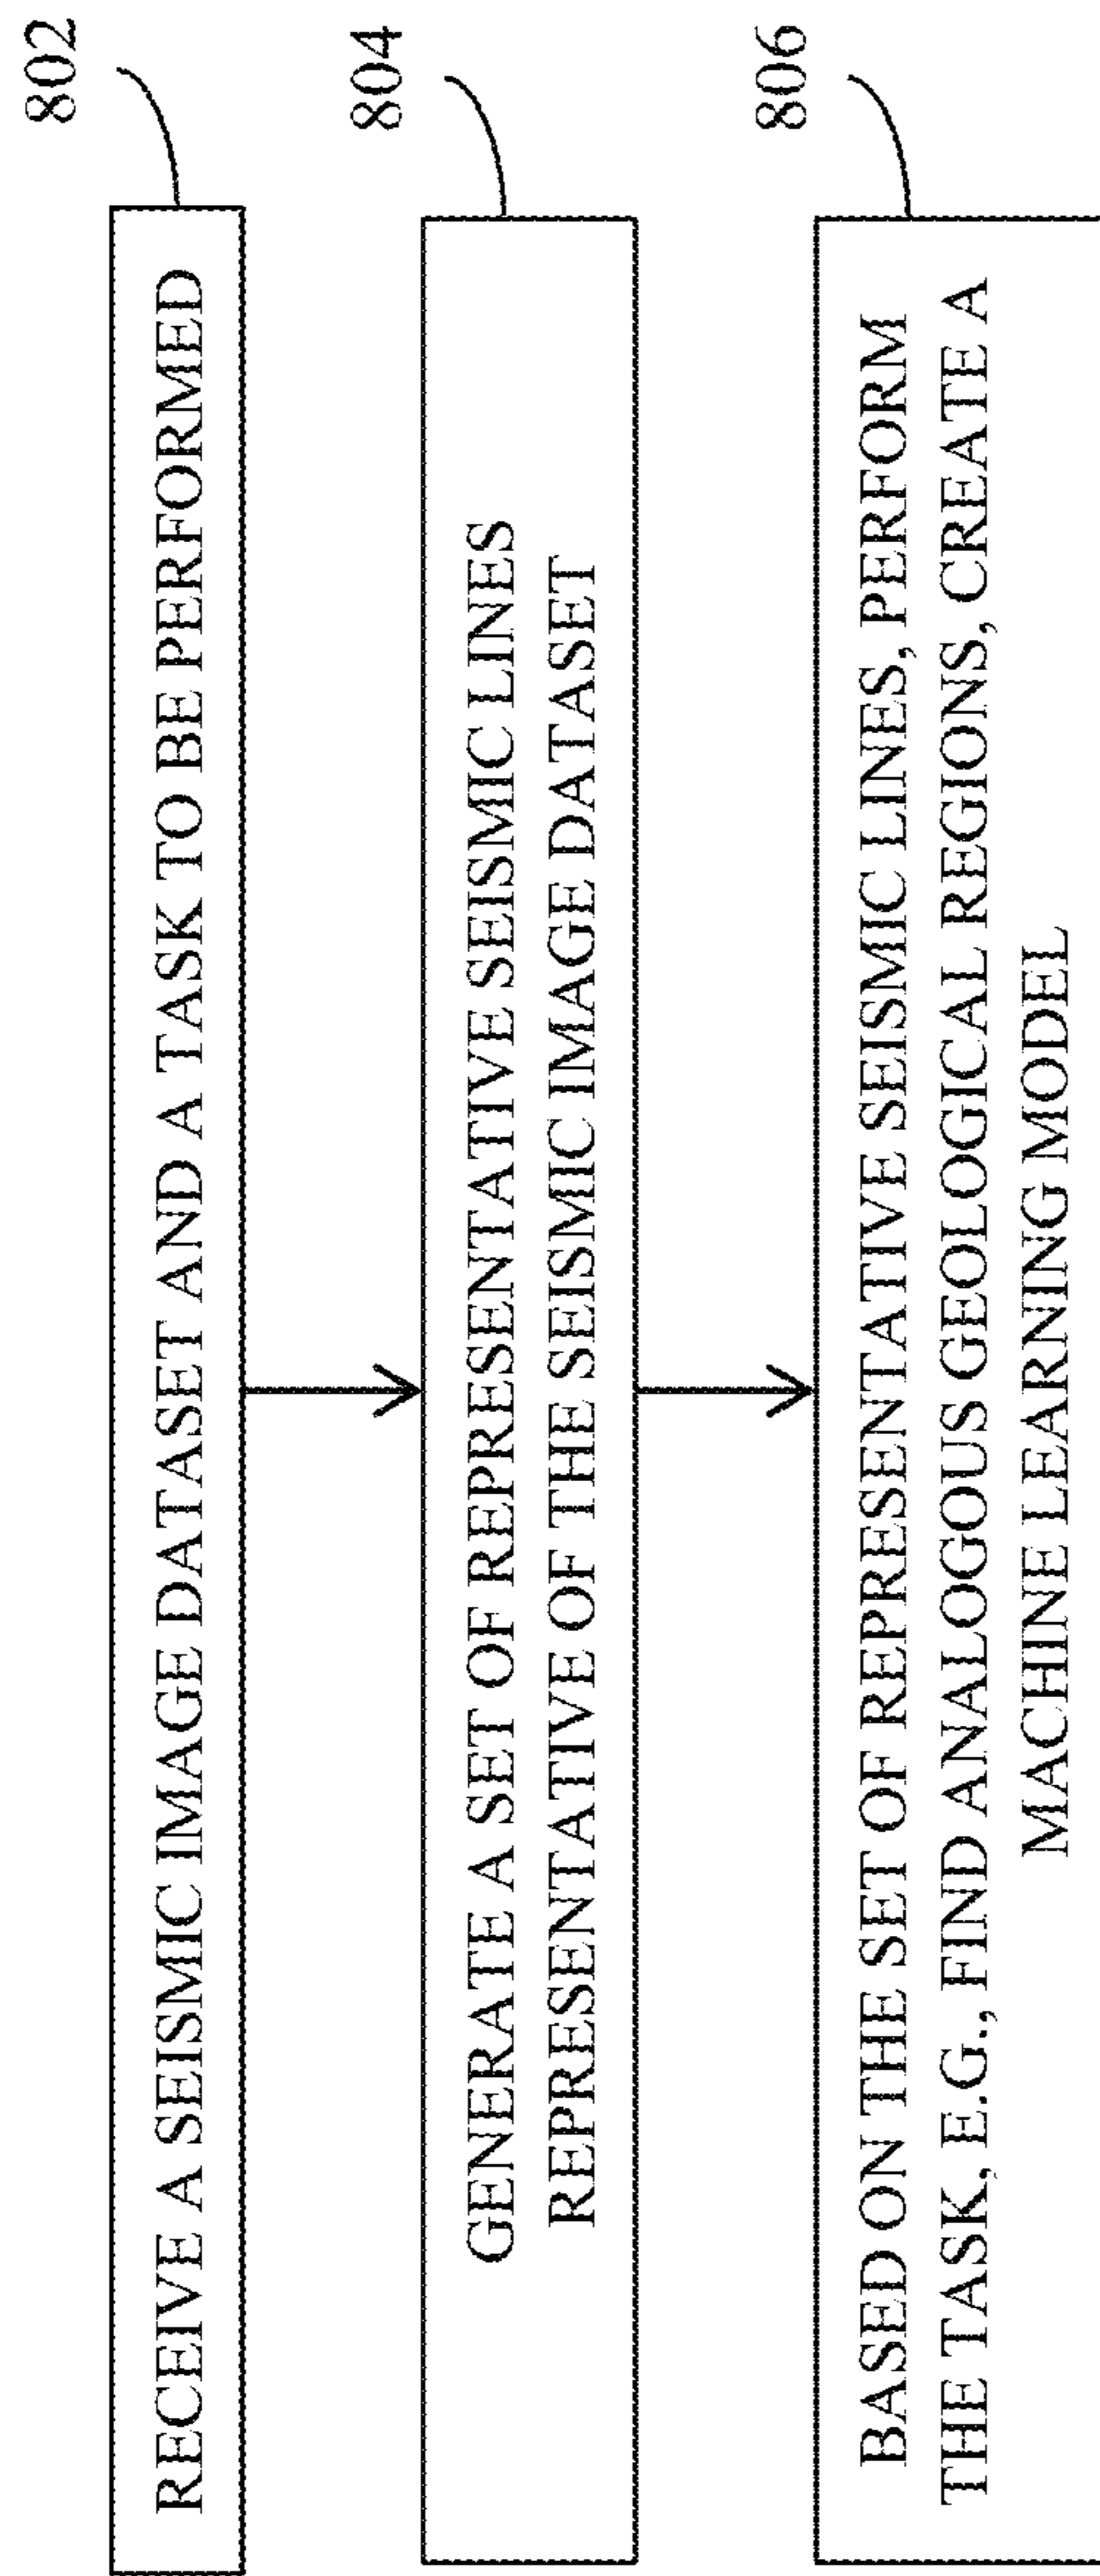 802
RECEIVE A SEISMIC IMAGE DATASET AND A TASK TO BE PERFORMED
804
GENERATE A SET OF REPRESENTATIVE SEISMIC LINES
REPRESENTATIVE OF THE SEISMIC IMAGE DATASET
806
BASED ON THE SET OF REPRESENTATIVE SEISMIC LINES, PERFORM
THE TASK, E.G., FIND ANALOGOUS GEOLOGICAL REGIONS, CREATE A
MACHINE LEARNING MODEL